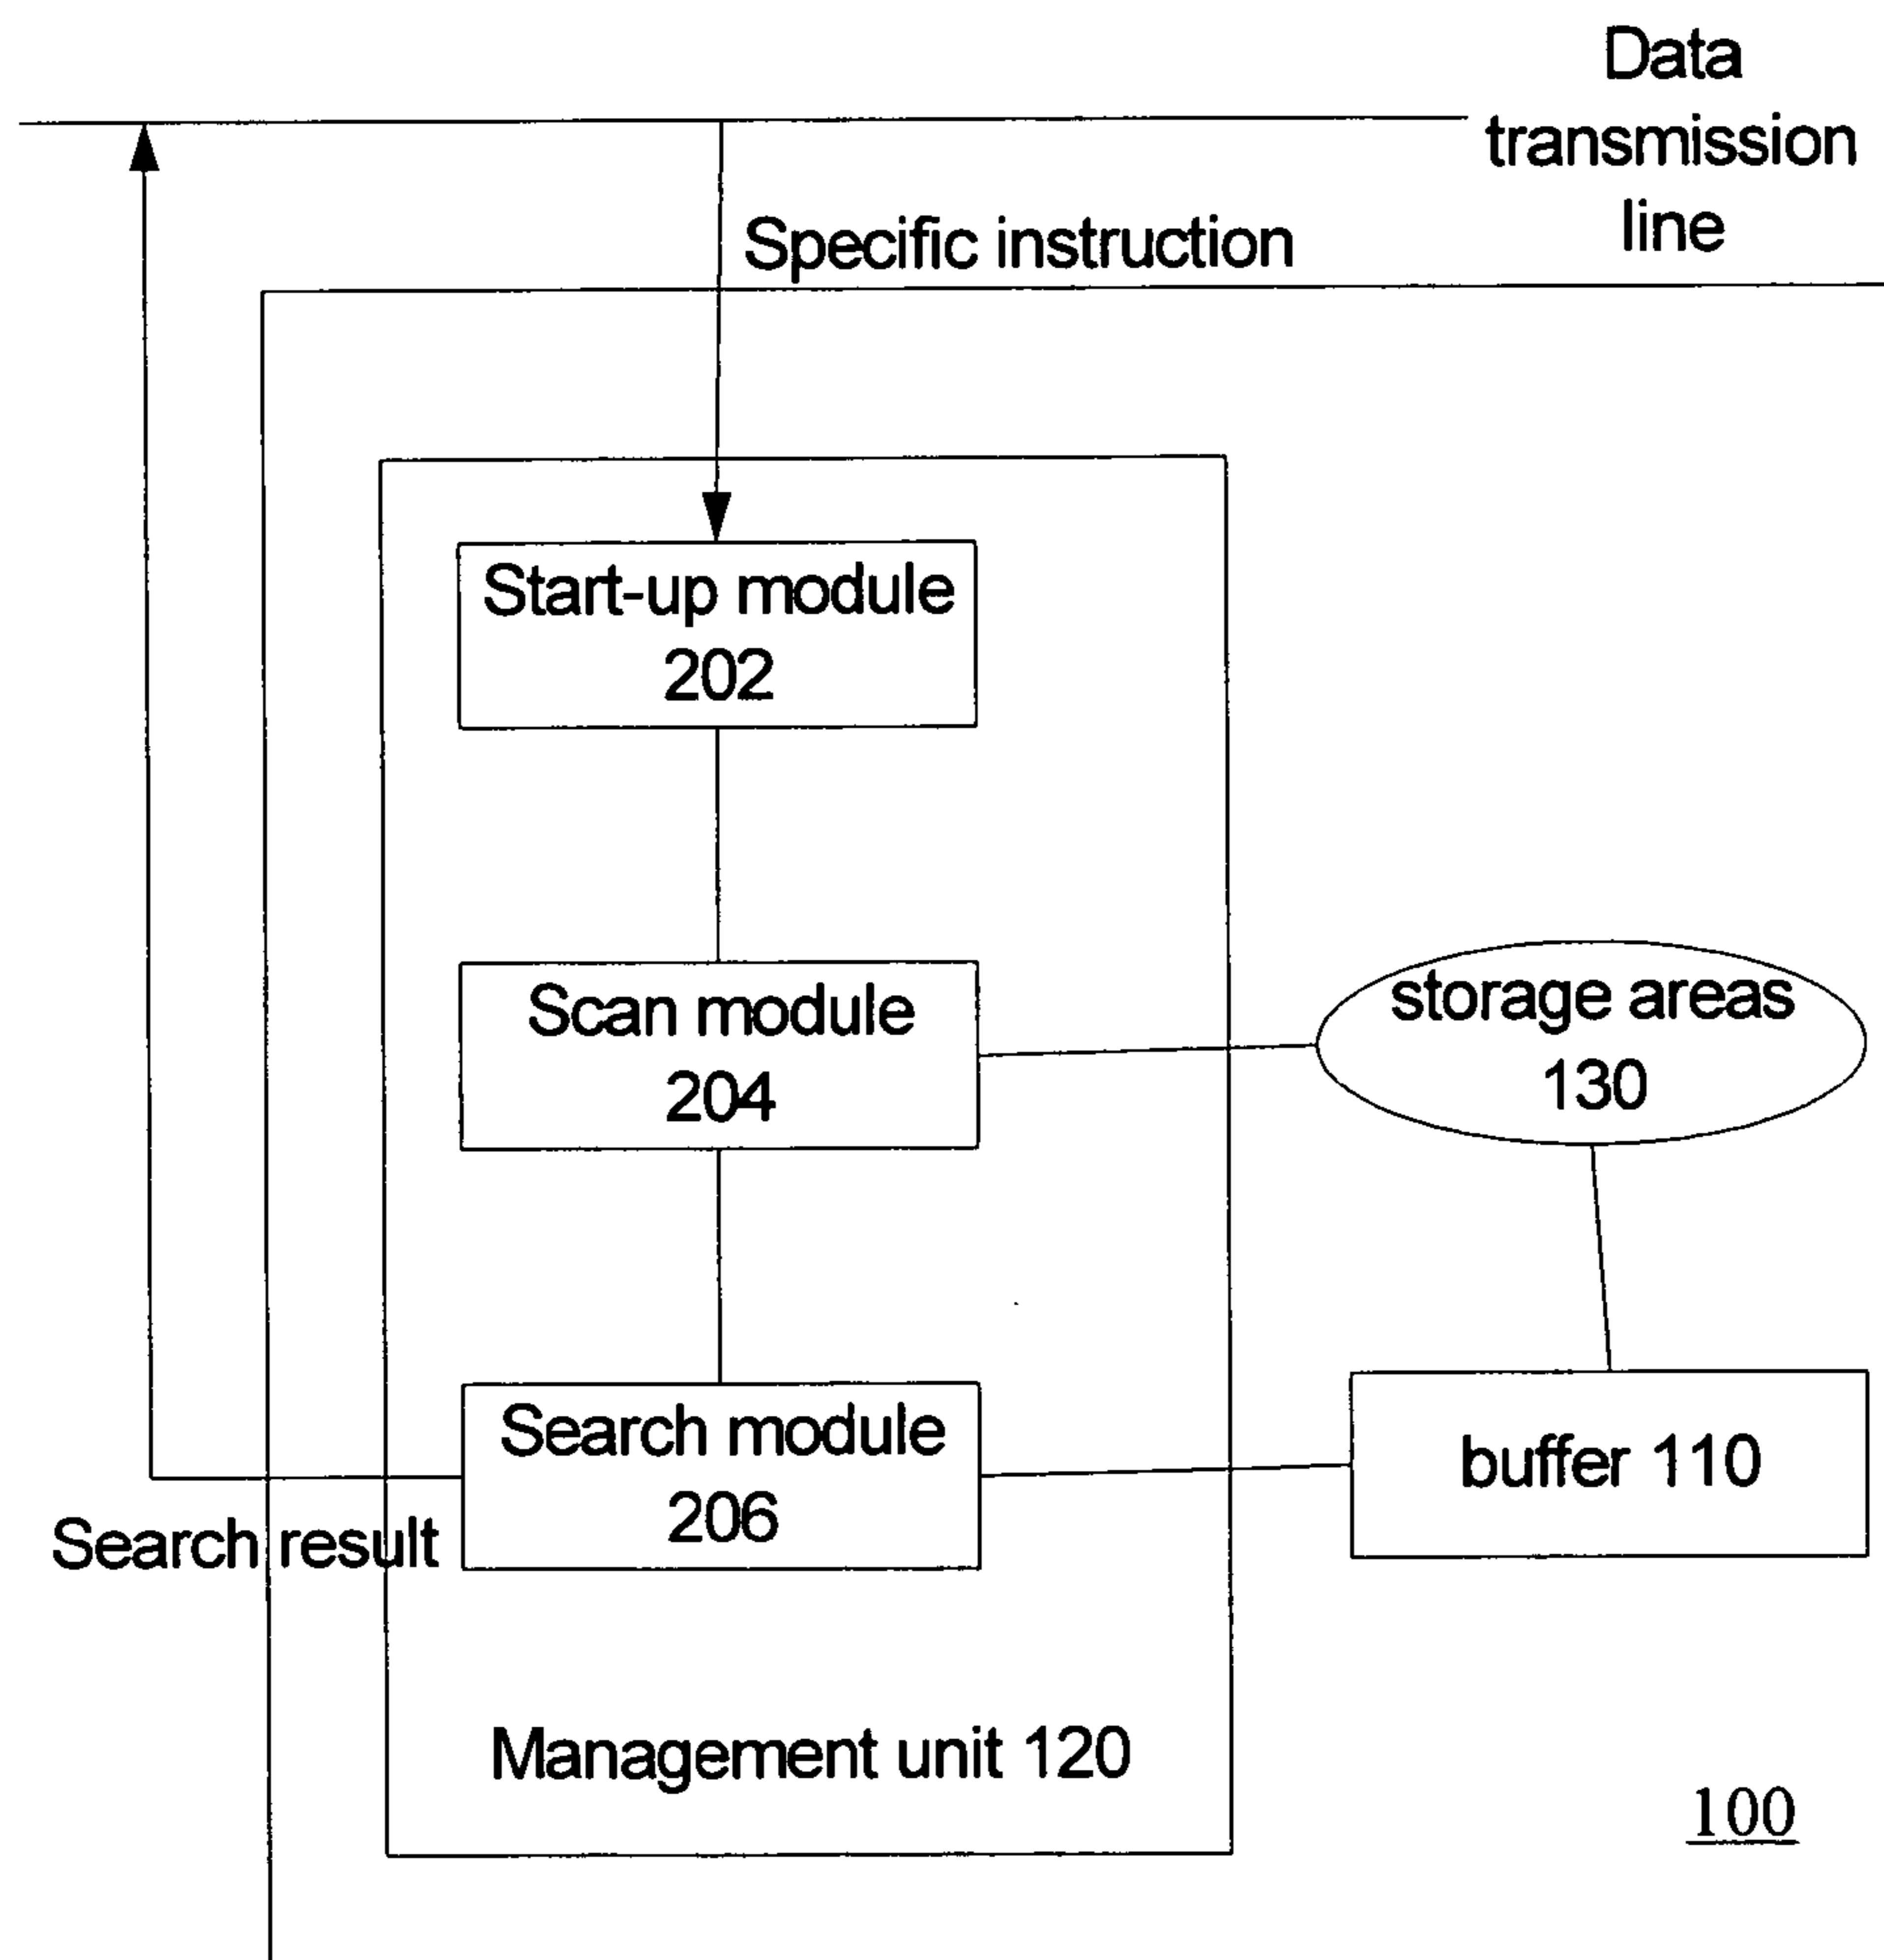 Data
transmission
line
Specific instruction
Start-up module
202
Scan module
204
storage areas
130
Search module
206
buffer 110
Search result
Management unit 120
100